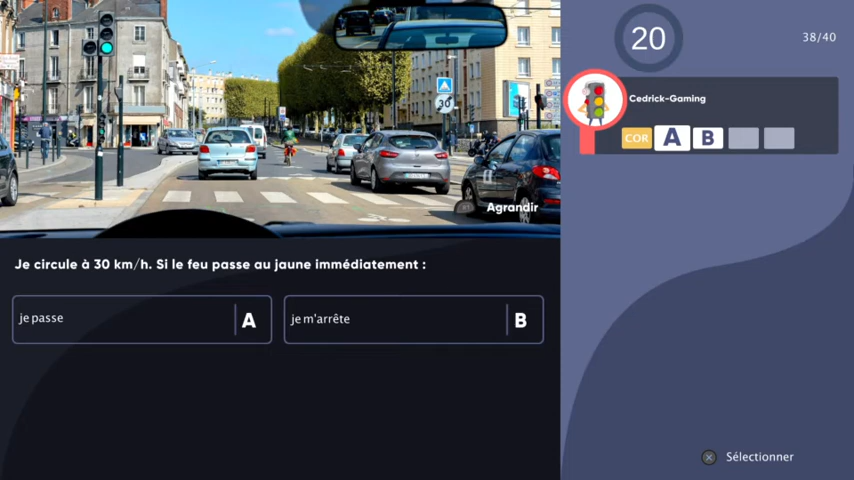 20
38/40
Cedrick-Gaming
COR A B
30
Agrandir
Je circule à 30 km/h. Si le feu passe au jaune immédiatement :
je passe A
je m'arrête B
Sélectionner